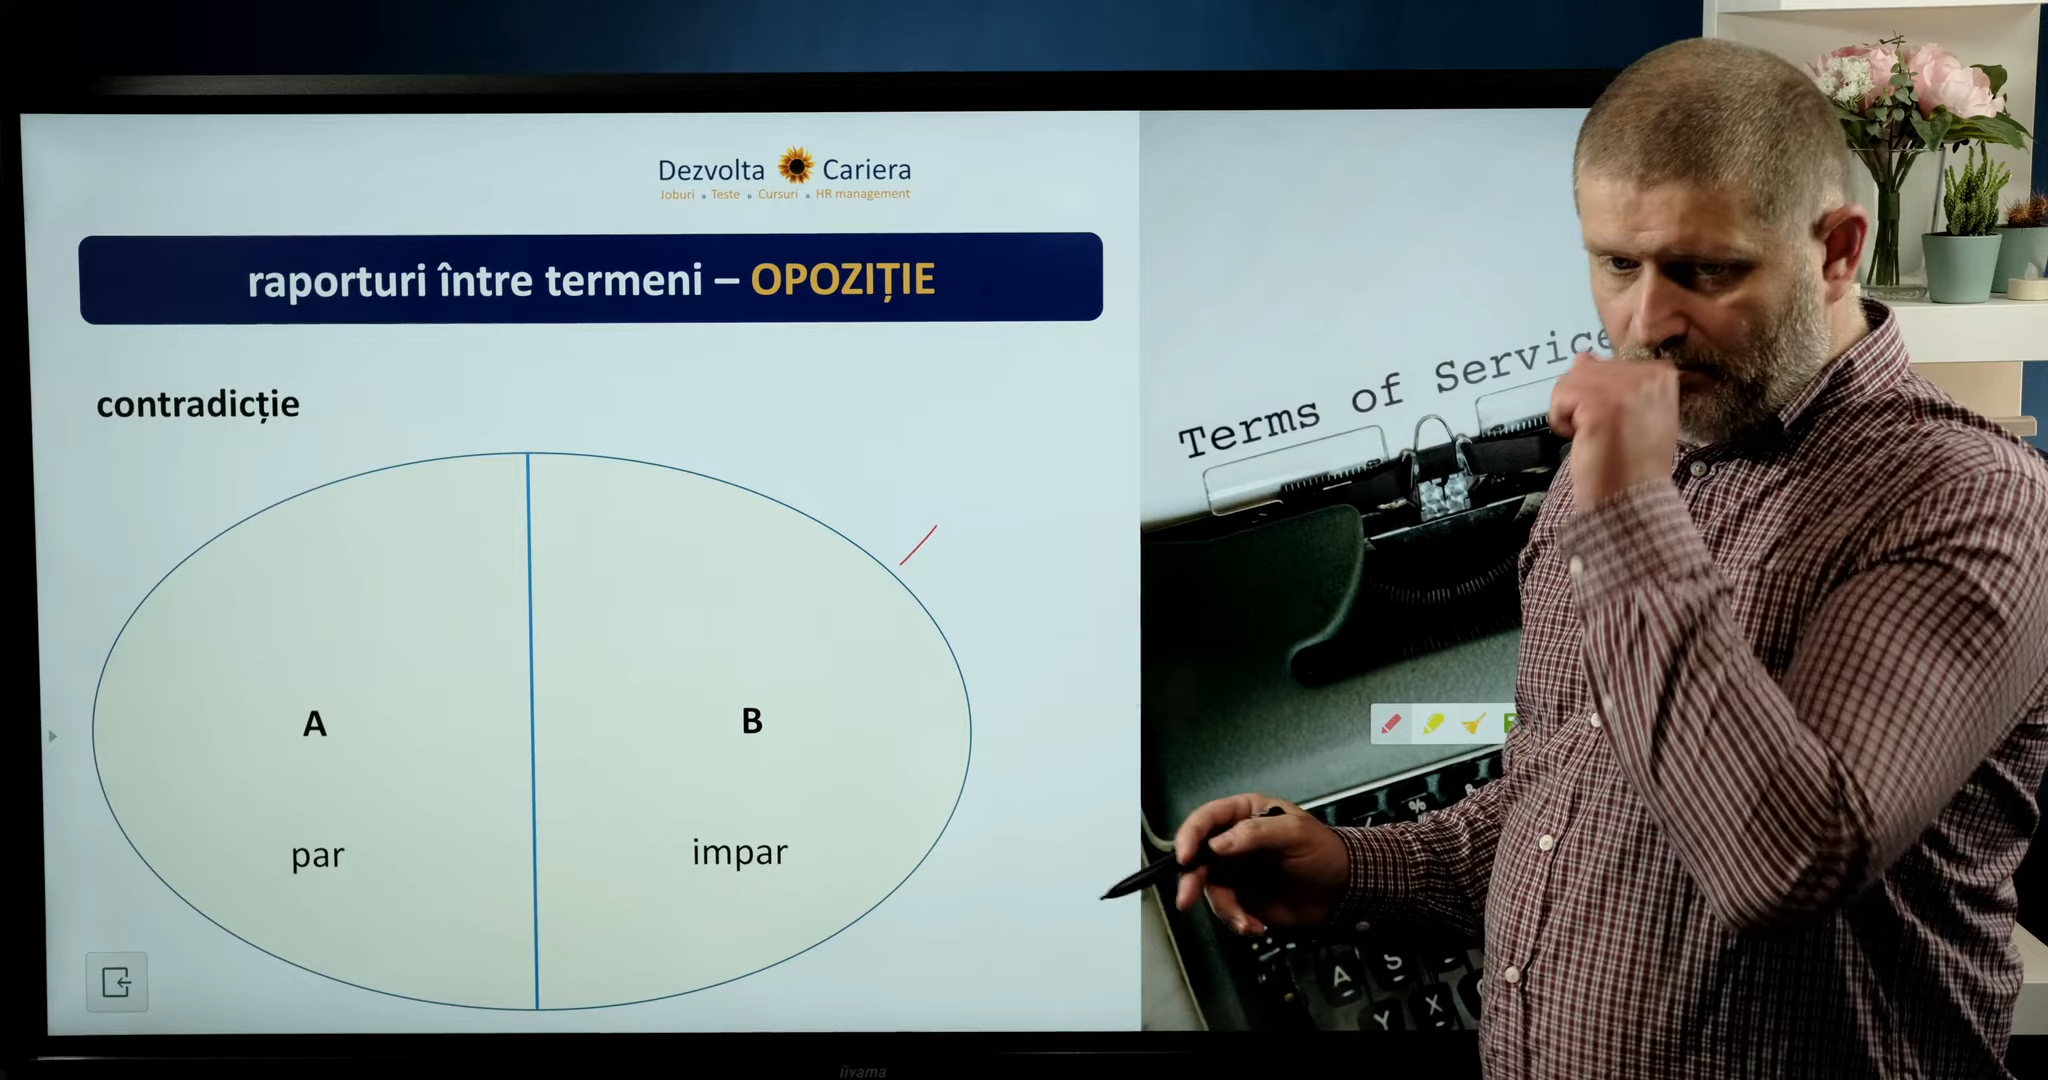 Dezvolta Cariera
Joburi » Teste » Cursuri » HR management
raporturi între termeni – OPOZIȚIE
contradicție
A
B
par
impar
Terms of Service
%
A
S
Y
X
iiyama